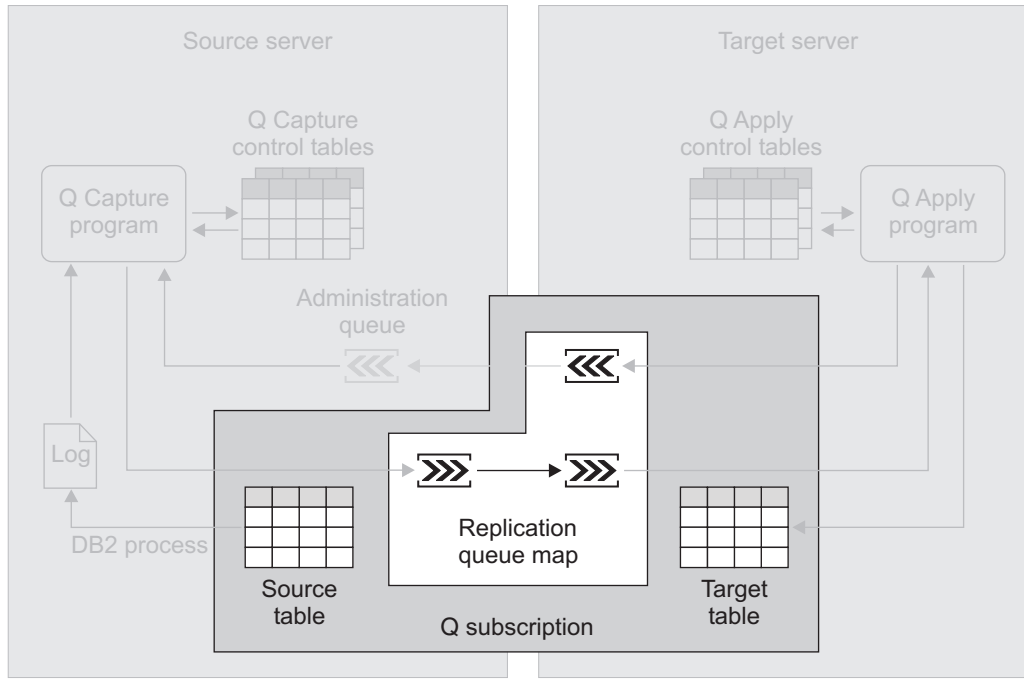 Source server
Target server
Q Capture
control tables
Q Apply
control tables
Q Capture
program
Q Apply
program
Administration
queue
Log
DB2 process
Replication
queue map
Source
table
Target
table
Q subscription